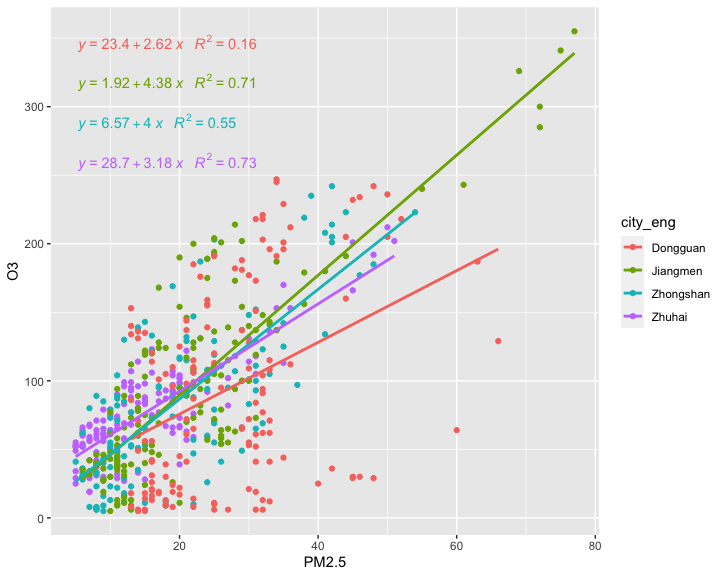 y = 23.4 + 2.62 x R² = 0.16
y = 1.92 + 4.38 x R² = 0.71
y = 6.57 + 4 x R² = 0.55
y = 28.7 + 3.18 x R² = 0.73
300
200
100
0
O3
20 40 60 80
PM2.5
city_eng
Dongguan
Jiangmen
Zhongshan
Zhuhai